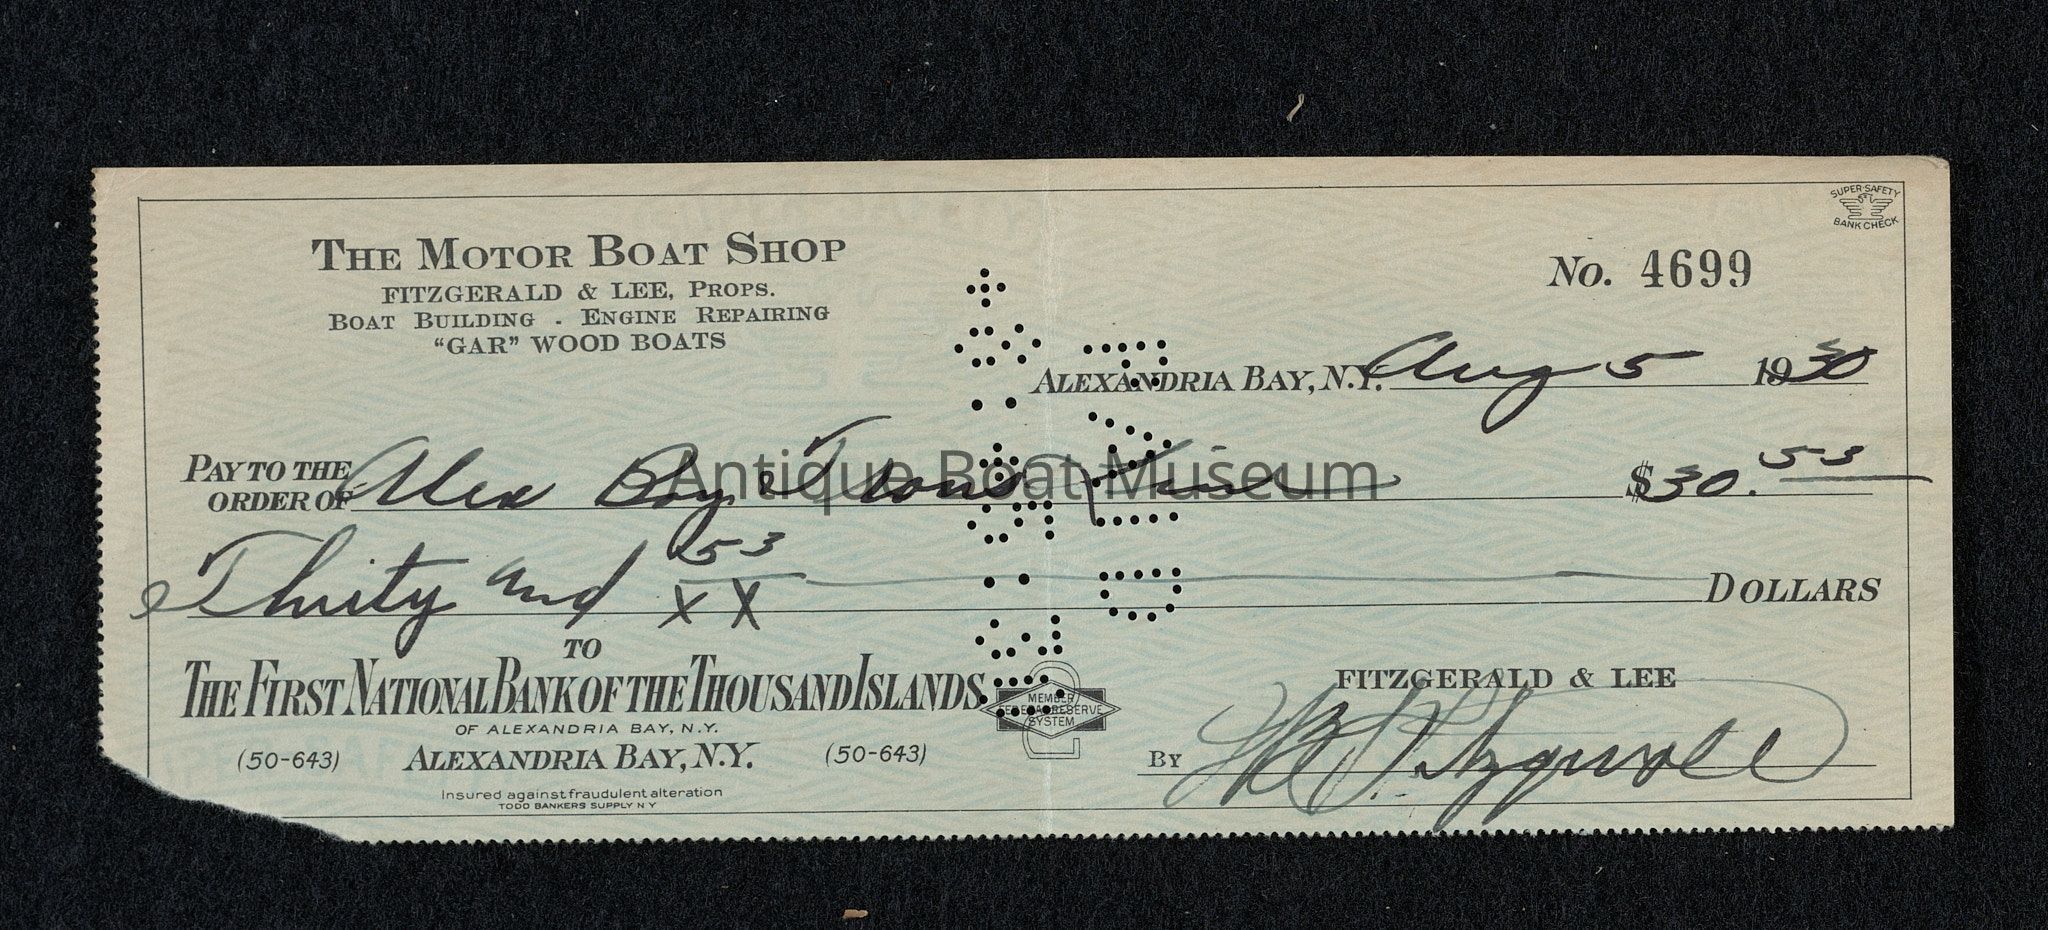 SUPER-SAFETY
BANK CHECK
THE MOTOR BOAT SHOP
FITZGERALD & LEE, PROPS.
BOAT BUILDING - ENGINE REPAIRING
"GAR" WOOD BOATS
No. 4699
ALEXANDRIA BAY, N.Y. Aug 5 1930
PAY TO THE
ORDER OF Alex Bay Trans $30.53
Antique Boat Museum
Thirty and 53/XX DOLLARS
TO
THE FIRST NATIONAL BANK OF THE THOUSAND ISLANDS
OF ALEXANDRIA BAY, N.Y.
(50-643) ALEXANDRIA BAY, N.Y. (50-643)
Insured against fraudulent alteration
TODD BANKERS SUPPLY N Y
MEMBER
FEDERAL RESERVE
SYSTEM
PAID
FITZGERALD & LEE
BY Fitzgerald